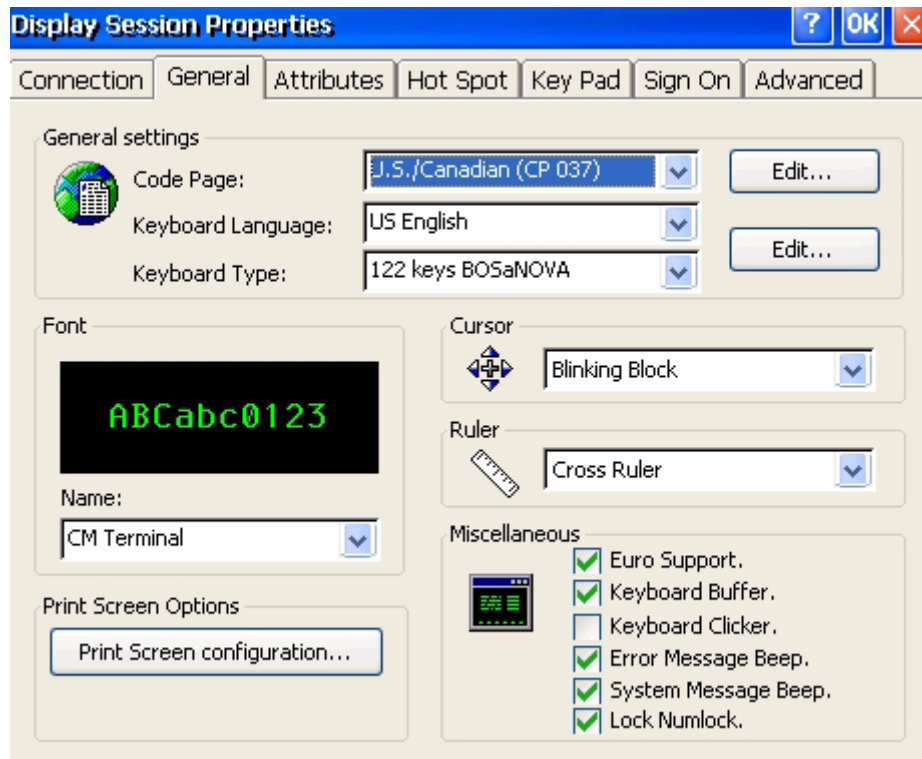 Display Session Properties ? OK X
Connection General Attributes Hot Spot Key Pad Sign On Advanced
General settings
Code Page: J.S./Canadian (CP 037) Edit...
Keyboard Language: US English
Edit...
Keyboard Type: 122 keys BOSaNOVA
Font
ABCabc0123
Name:
CM Terminal
Print Screen Options
Print Screen configuration...
Cursor
Blinking Block
Ruler
Cross Ruler
Miscellaneous
Euro Support.
Keyboard Buffer.
Keyboard Clicker.
Error Message Beep.
System Message Beep.
Lock Numlock.